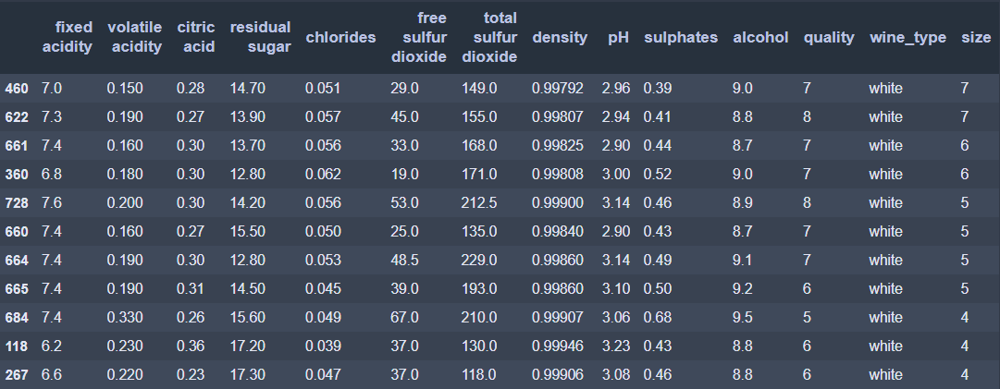 fixed acidity volatile acidity citric acid residual sugar chlorides free sulfur dioxide total sulfur dioxide density pH sulphates alcohol quality wine_type size
460 7.0 0.150 0.28 14.70 0.051 29.0 149.0 0.99792 2.96 0.39 9.0 7 white 7
622 7.3 0.190 0.27 13.90 0.057 45.0 155.0 0.99807 2.94 0.41 8.8 8 white 7
661 7.4 0.160 0.30 13.70 0.056 33.0 168.0 0.99825 2.90 0.44 8.7 7 white 6
360 6.8 0.180 0.30 12.80 0.062 19.0 171.0 0.99808 3.00 0.52 9.0 7 white 6
728 7.6 0.200 0.30 14.20 0.056 53.0 212.5 0.99900 3.14 0.46 8.9 8 white 5
660 7.4 0.160 0.27 15.50 0.050 25.0 135.0 0.99840 2.90 0.43 8.7 7 white 5
664 7.4 0.190 0.30 12.80 0.053 48.5 229.0 0.99860 3.14 0.49 9.1 7 white 5
665 7.4 0.190 0.31 14.50 0.045 39.0 193.0 0.99860 3.10 0.50 9.2 6 white 5
684 7.4 0.330 0.26 15.60 0.049 67.0 210.0 0.99907 3.06 0.68 9.5 5 white 4
118 6.2 0.230 0.36 17.20 0.039 37.0 130.0 0.99946 3.23 0.43 8.8 6 white 4
267 6.6 0.220 0.23 17.30 0.047 37.0 118.0 0.99906 3.08 0.46 8.8 6 white 4